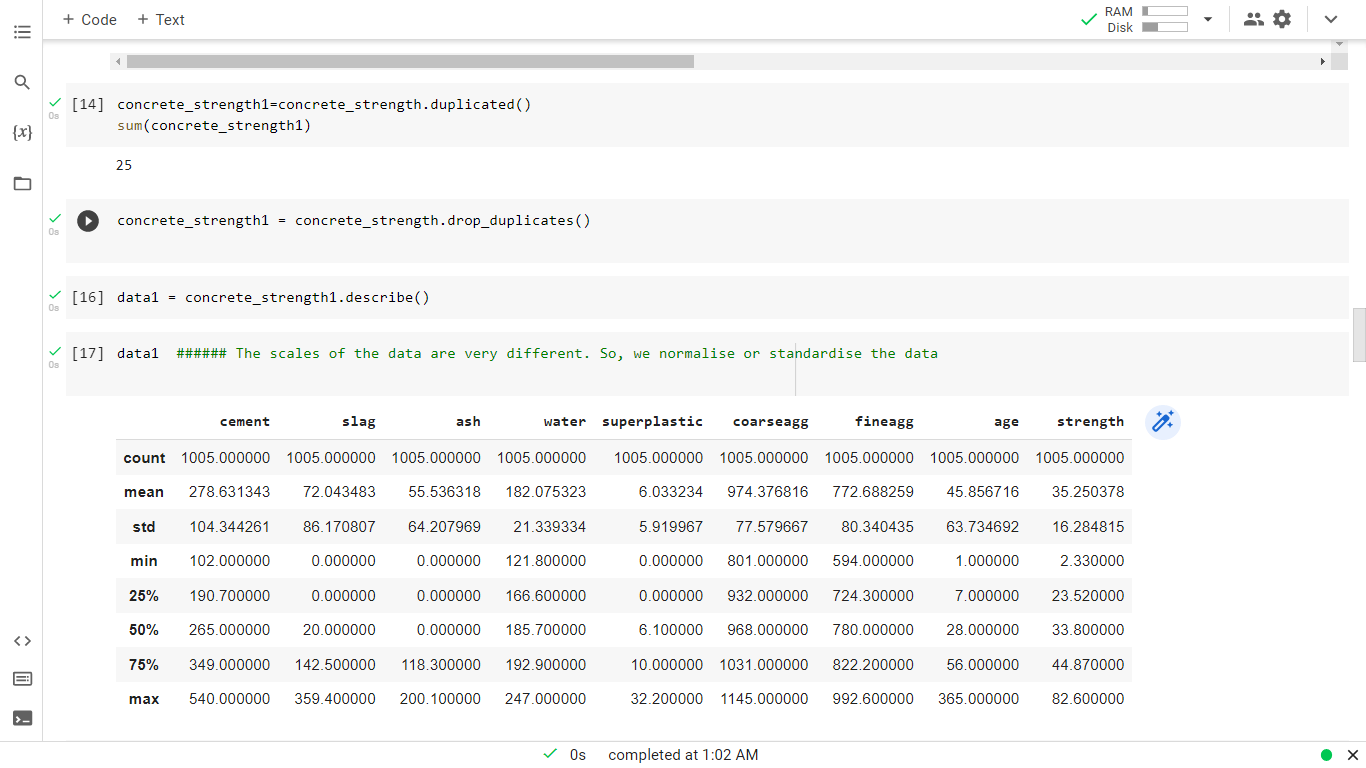 + Code + Text
RAM
Disk
[14] concrete_strength1=concrete_strength.duplicated()
0s
sum(concrete_strength1)
25
{x}
concrete_strength1 = concrete_strength.drop_duplicates()
0s
[16] data1 = concrete_strength1.describe()
0s
[17] data1 ###### The scales of the data are very different. So, we normalise or standardise the data
0s
cement slag ash water superplastic coarseagg fineagg age strength
count 1005.000000 1005.000000 1005.000000 1005.000000 1005.000000 1005.000000 1005.000000 1005.000000 1005.000000
mean 278.631343 72.043483 55.536318 182.075323 6.033234 974.376816 772.688259 45.856716 35.250378
std 104.344261 86.170807 64.207969 21.339334 5.919967 77.579667 80.340435 63.734692 16.284815
min 102.000000 0.000000 0.000000 121.800000 0.000000 801.000000 594.000000 1.000000 2.330000
25% 190.700000 0.000000 0.000000 166.600000 0.000000 932.000000 724.300000 7.000000 23.520000
50% 265.000000 20.000000 0.000000 185.700000 6.100000 968.000000 780.000000 28.000000 33.800000
75% 349.000000 142.500000 118.300000 192.900000 10.000000 1031.000000 822.200000 56.000000 44.870000
max 540.000000 359.400000 200.100000 247.000000 32.200000 1145.000000 992.600000 365.000000 82.600000
0s completed at 1:02 AM